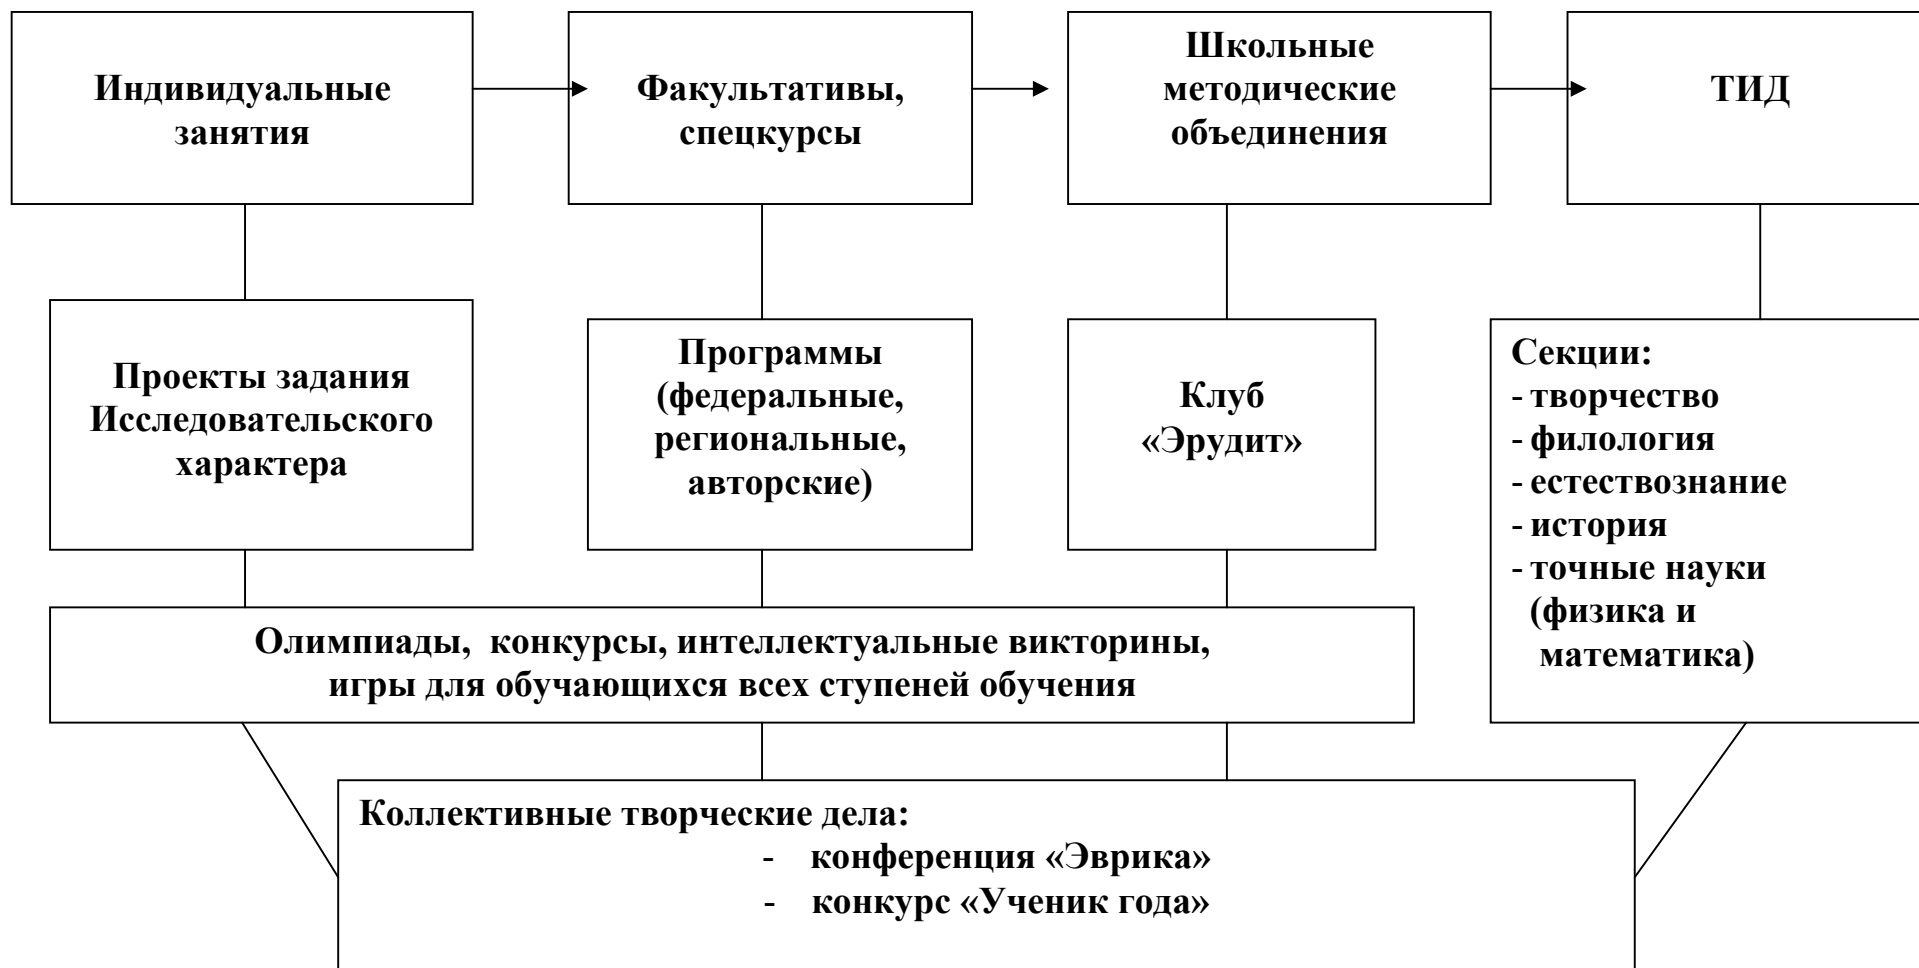 Индивидуальные
занятия
Факультативы,
спецкурсы
Школьные
методические
объединения
ТИД
Проекты задания
Исследовательского
характера
Программы
(федеральные,
региональные,
авторские)
Клуб
«Эрудит»
Секции:
- творчество
- филология
- естествознание
- история
- точные науки
(физика и
математика)
Олимпиады, конкурсы, интеллектуальные викторины,
игры для обучающихся всех ступеней обучения
Коллективные творческие дела:
- конференция «Эврика»
- конкурс «Ученик года»